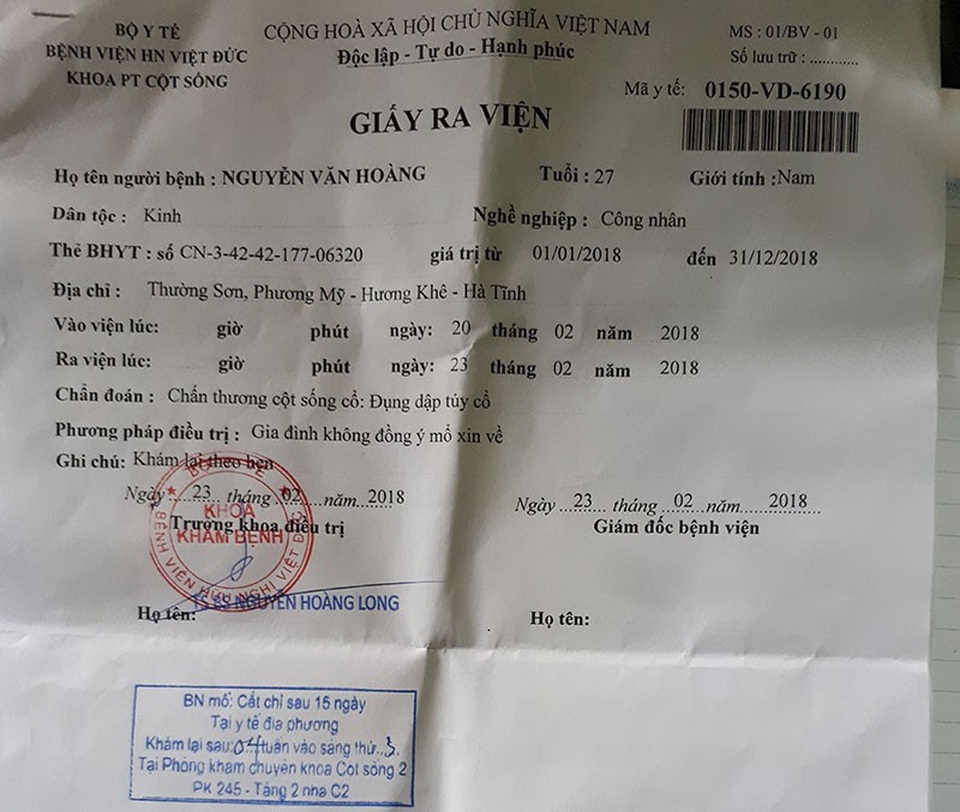 BỘ Y TẾ
BỆNH VIỆN HN VIỆT ĐỨC
KHOA PT CỘT SỐNG
CỘNG HOÀ XÃ HỘI CHỦ NGHĨA VIỆT NAM
Độc lập - Tự do - Hạnh phúc
MS : 01/BV - 01
Số lưu trữ : ............
Mã y tế: 0150-VD-6190
GIẤY RA VIỆN
Họ tên người bệnh : NGUYỄN VĂN HOÀNG Tuổi : 27 Giới tính :Nam
Dân tộc : Kinh Nghề nghiệp : Công nhân
Thẻ BHYT : số CN-3-42-42-177-06320 giá trị từ 01/01/2018 đến 31/12/2018
Địa chỉ : Thường Sơn, Phương Mỹ - Hương Khê - Hà Tĩnh
Vào viện lúc: giờ phút ngày: 20 tháng 02 năm 2018
Ra viện lúc: giờ phút ngày: 23 tháng 02 năm 2018
Chẩn đoán : Chấn thương cột sống cổ: Đụng dập tủy cổ
Phương pháp điều trị : Gia đình không đồng ý mổ xin về
Ghi chú: Khám lại theo hẹn
Ngày 23 tháng 02 năm 2018
Trưởng khoa điều trị
BỘ Y TẾ
KHOA
KHÁM BỆNH
BỆNH VIỆN HỮU NGHỊ VIỆT ĐỨC
TS BS NGUYỄN HOÀNG LONG
Họ tên:
Ngày 23 tháng 02 năm 2018
Giám đốc bệnh viện
Họ tên:
BN mổ: Cắt chỉ sau 15 ngày
Tại y tế địa phương
Khám lại sau: 04 tuần vào sáng thứ 3
Tại Phòng khám chuyên khoa Cột sống 2
PK 245 - Tầng 2 nhà C2